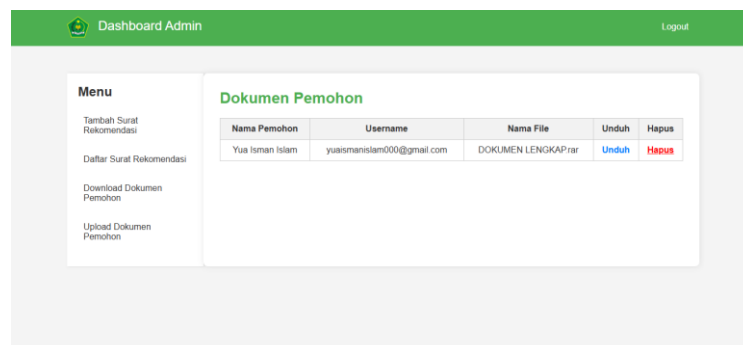 Dashboard Admin
Logout
Menu
Tambah Surat
Rekomendasi
Daftar Surat Rekomendasi
Download Dokumen
Pemohon
Upload Dokumen
Pemohon
Dokumen Pemohon
Nama Pemohon Username Nama File Unduh Hapus
Yua Isman Islam yuaismanislam000@gmail.com DOKUMEN LENGKAP.rar Unduh Hapus